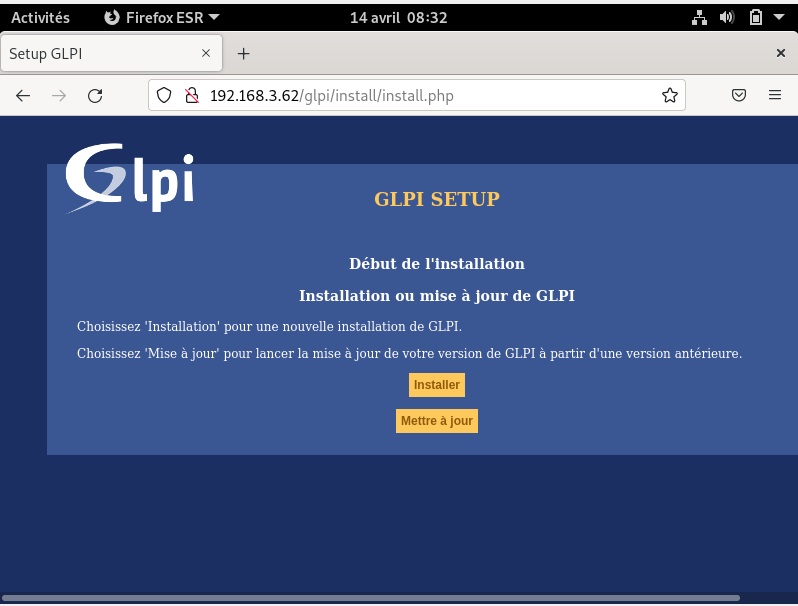 Activités Firefox ESR 14 avril 08:32
Setup GLPI
192.168.3.62/glpi/install/install.php
Glpi
GLPI SETUP
Début de l'installation
Installation ou mise à jour de GLPI
Choisissez 'Installation' pour une nouvelle installation de GLPI.
Choisissez 'Mise à jour' pour lancer la mise à jour de votre version de GLPI à partir d'une version antérieure.
Installer
Mettre à jour